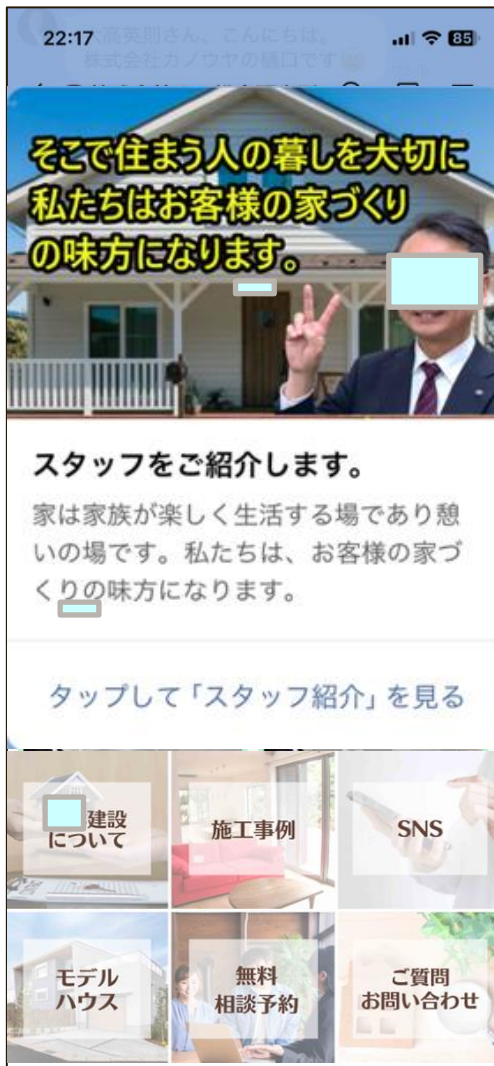 22:17
85
大高英則さん、こんにちは。
株式会社カノウヤの樋口です
そこで住まう人の暮しを大切に
私たちはお客様の家づくり
の味方になります。
スタッフをご紹介します。
家は家族が楽しく生活する場であり憩
いの場です。私たちは、お客様の家づ
くりの味方になります。
タップして「スタッフ紹介」を見る
建設
について
施工事例
SNS
モデル
ハウス
無料
相談予約
ご質問
お問い合わせ